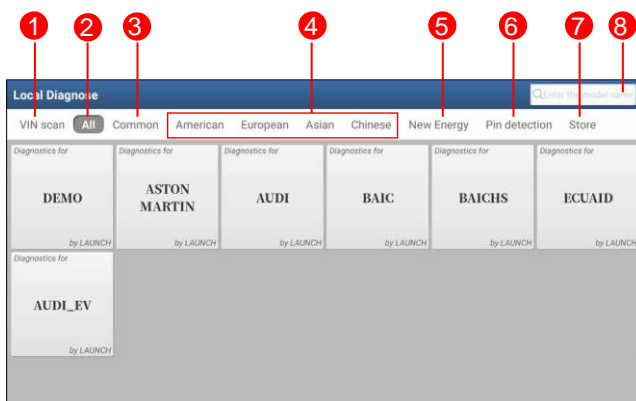 1 2 3 4 5 6 7 8
Local Diagnose Enter the model name
VIN scan All Common American European Asian Chinese New Energy Pin detection Store
Diagnostics for Diagnostics for Diagnostics for Diagnostics for Diagnostics for Diagnostics for
DEMO ASTON MARTIN AUDI BAIC BAICHS ECUAID
by LAUNCH by LAUNCH by LAUNCH by LAUNCH by LAUNCH by LAUNCH
Diagnostics for
AUDI_EV
by LAUNCH